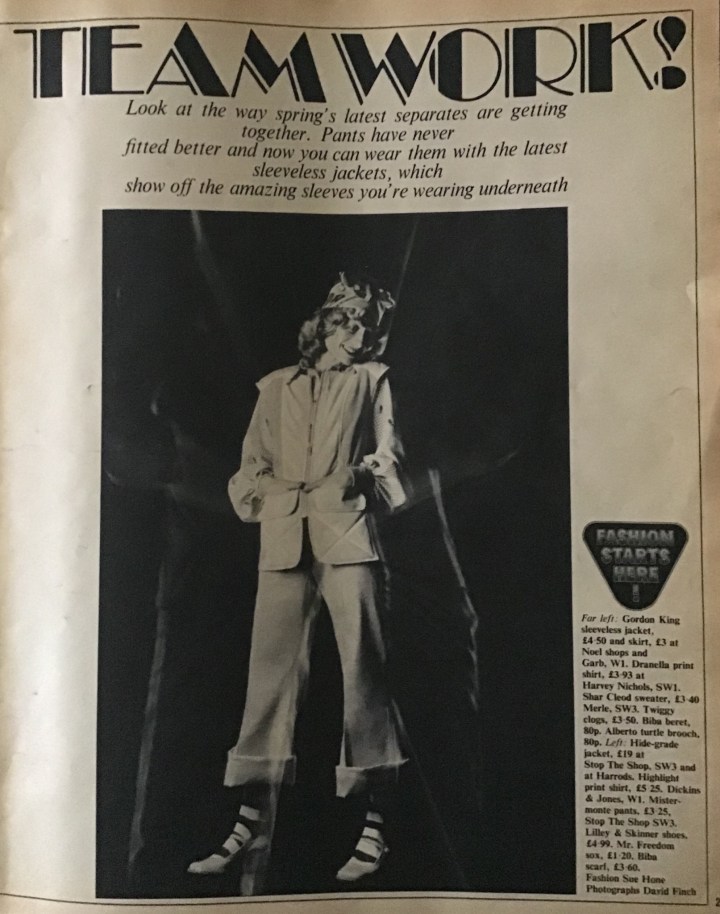 TEAM WORK!
Look at the way spring's latest separates are getting
together. Pants have never
fitted better and now you can wear them with the latest
sleeveless jackets, which
show off the amazing sleeves you're wearing underneath
FASHION
STARTS
HERE
Far left: Gordon King
sleeveless jacket,
£4·50 and skirt, £3 at
Noel shops and
Garb, W1. Dranella print
shirt, £3·93 at
Harvey Nichols, SW1.
Shar Cleod sweater, £3·40
Merle, SW3. Twiggy
clogs, £3·50. Biba beret,
80p. Alberto turtle brooch,
80p. Left: Hide-grade
jacket, £19 at
Stop The Shop, SW3 and
at Harrods. Highlight
print shirt, £5·25, Dickins
& Jones, W1. Mister-
monte pants, £3·25,
Stop The Shop SW3.
Lilley & Skinner shoes,
£4·99. Mr. Freedom
sox, £1·20. Biba
scarf, £3·60.
Fashion Sue Hone
Photographs David Finch
2